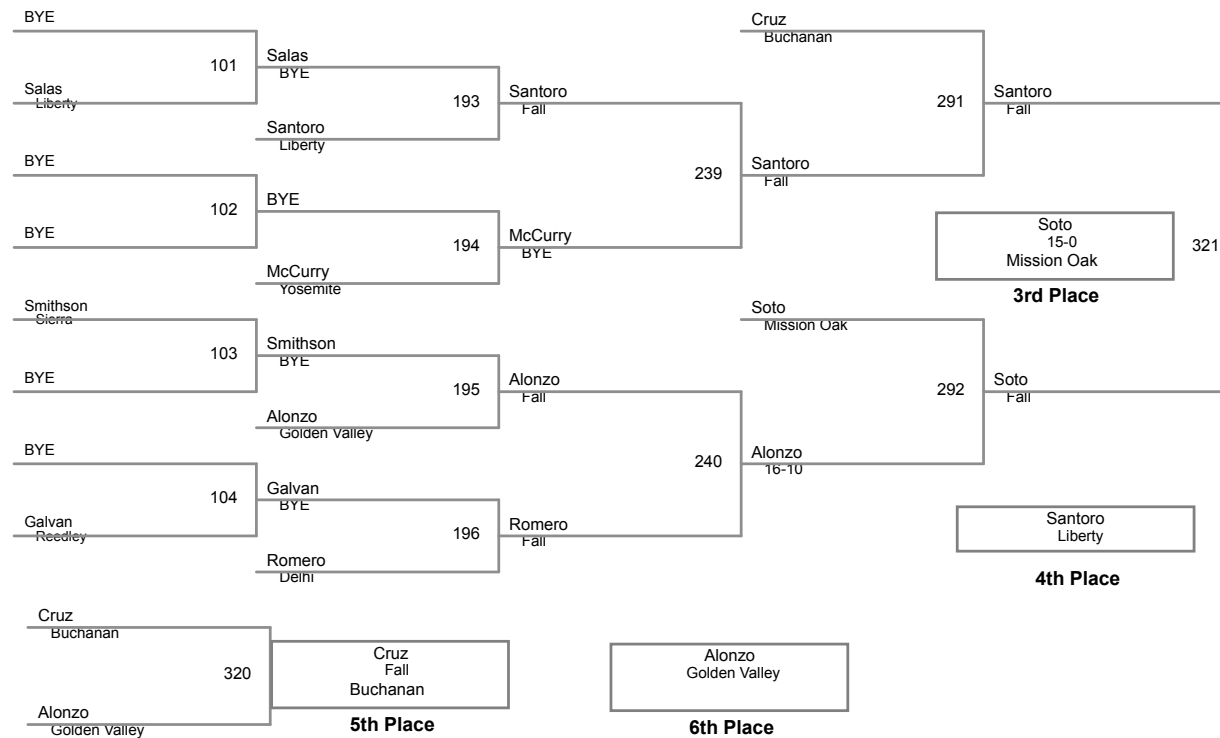 BYE
101
Salas
Liberty
BYE
102
BYE
Smithson
Sierra
103
BYE
BYE
104
Galvan
Reedley
Salas
BYE
193
Santoro
Liberty
BYE
194
McCurry
Yosemite
Smithson
BYE
195
Alonzo
Golden Valley
Galvan
BYE
196
Romero
Delhi
Santoro
Fall
239
McCurry
BYE
Alonzo
Fall
240
Romero
Fall
Cruz
Buchanan
291
Santoro
Fall
Soto
Mission Oak
292
Alonzo
16-10
Santoro
Fall
Soto
15-0
Mission Oak
321
3rd Place
Soto
Fall
Santoro
Liberty
4th Place
Cruz
Buchanan
320
Alonzo
Golden Valley
Cruz
Fall
Buchanan
5th Place
Alonzo
Golden Valley
6th Place